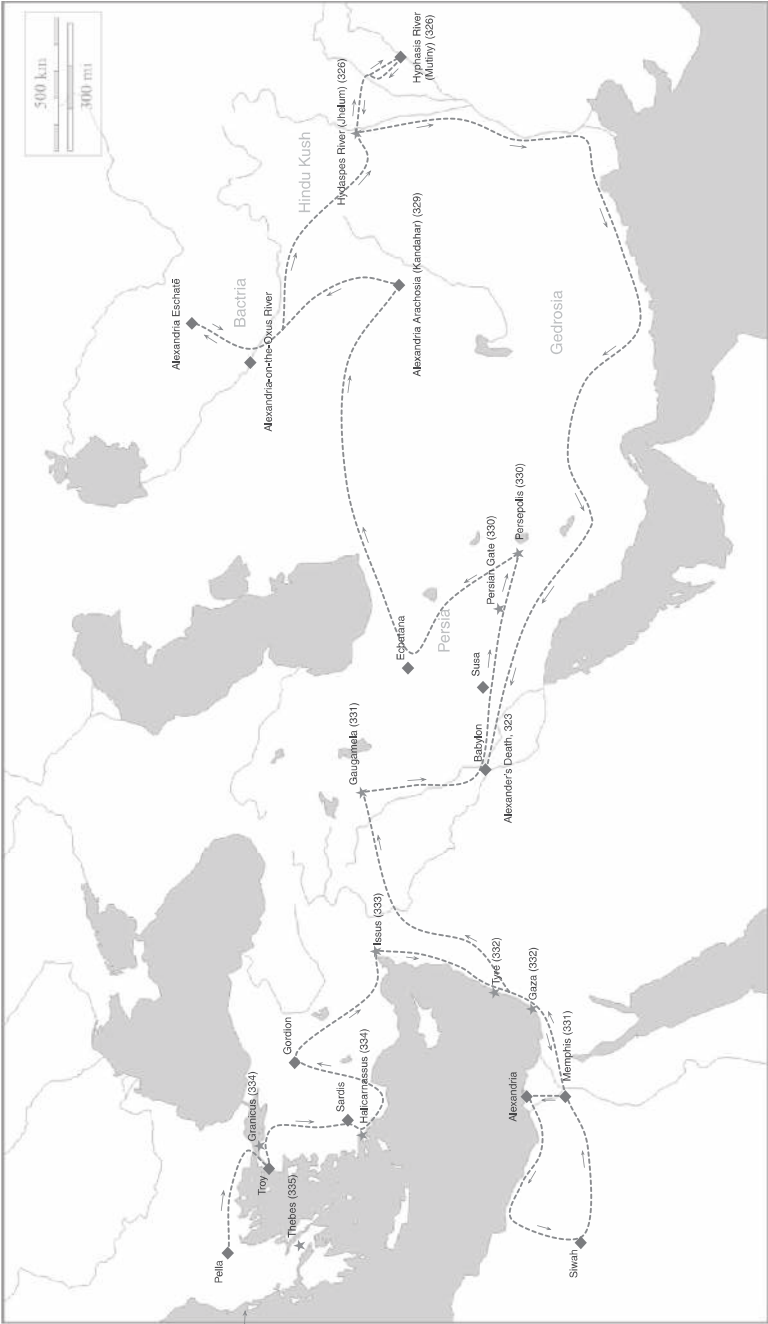 500 km
300 mi
Pella
Thebes (335)
Troy
Granicus (334)
Sardis
Halicarnassus (334)
Gordion
Issus (333)
Tyre (332)
Gaza (332)
Alexandria
Memphis (331)
Siwah
Gaugamela (331)
Babylon
Alexander's Death, 323
Susa
Ecbatana
Persia
Persian Gate (330)
Persepolis (330)
Alexandria Eschatê
Bactria
Alexandria-on-the-Oxus River
Alexandria Arachosia (Kandahar) (329)
Gedrosia
Hindu Kush
Hydaspes River (Jhelum) (326)
Hyphasis River
(Mutiny) (326)